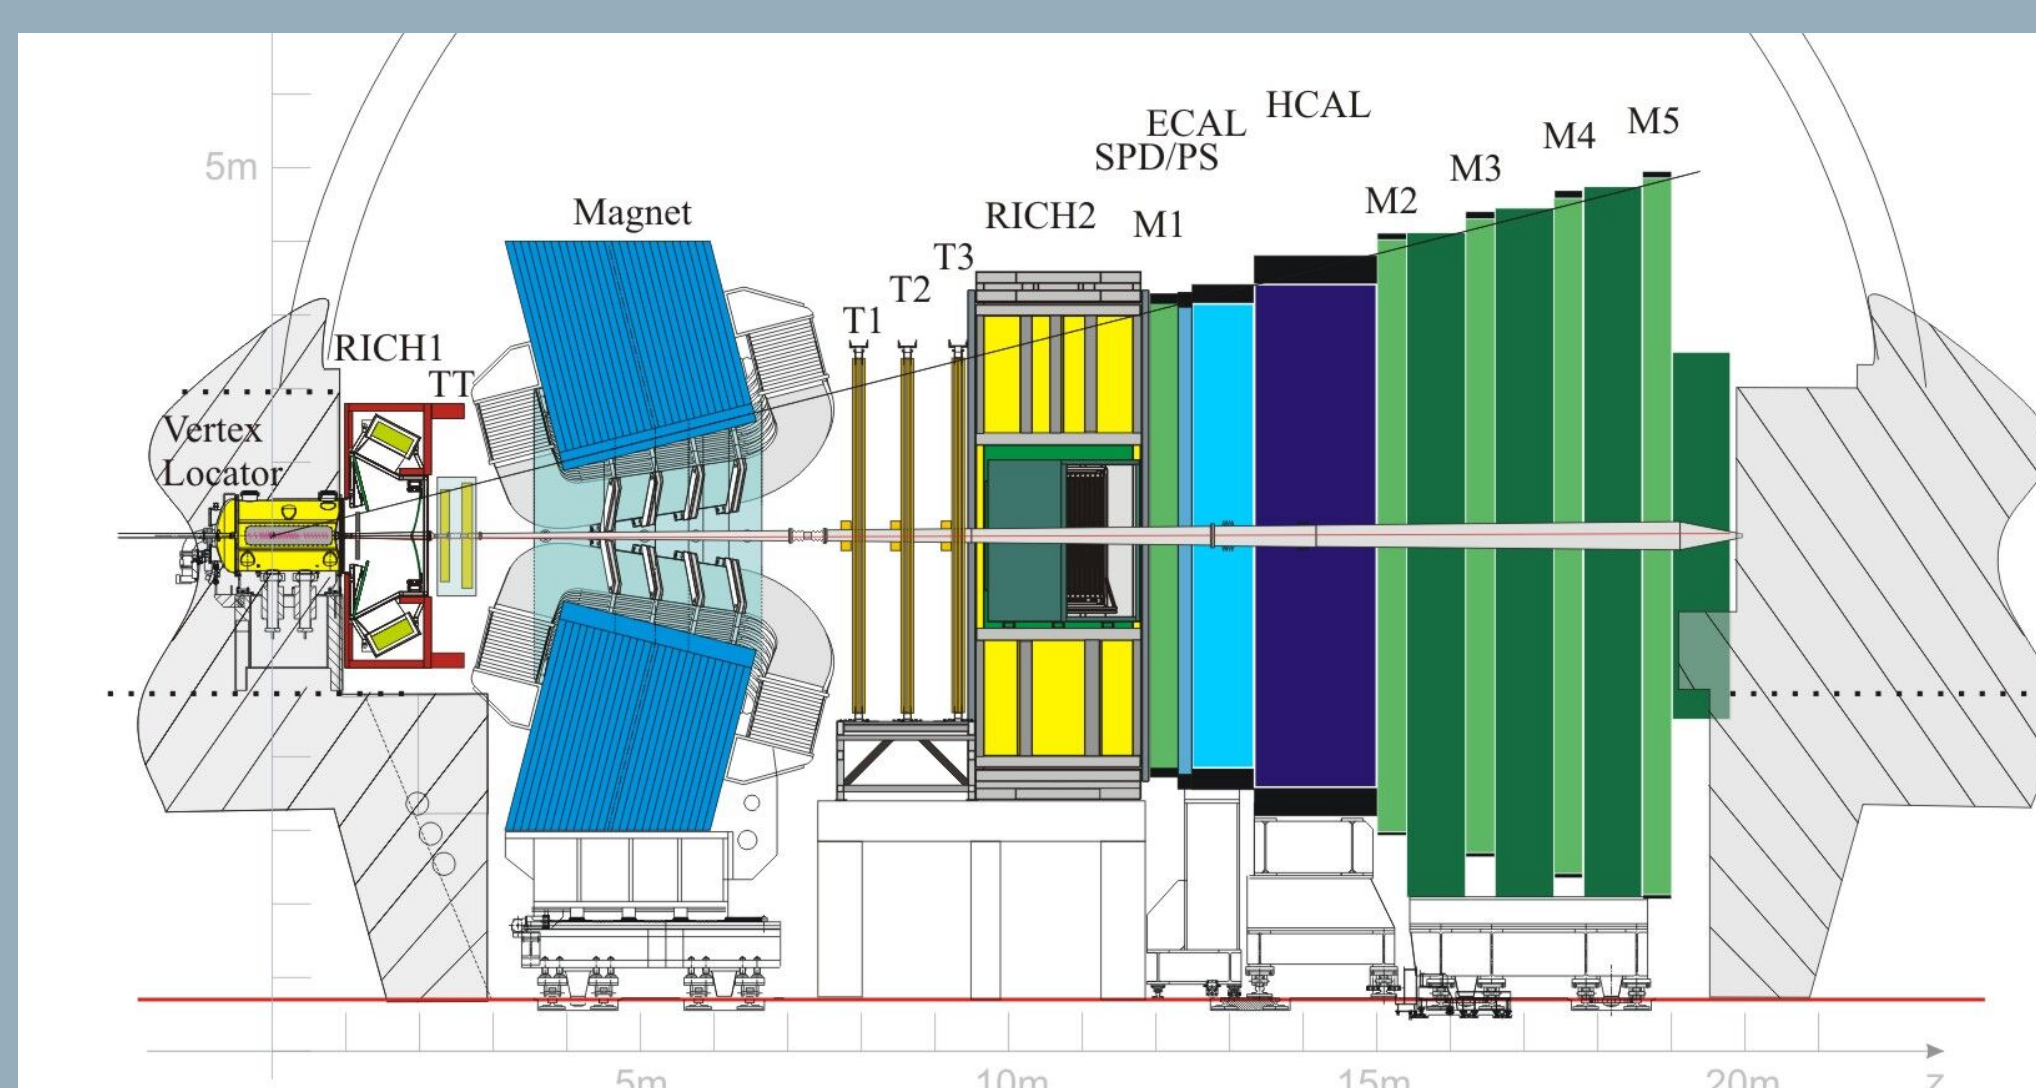 HCAL
ECAL
M5
M4
SPD/PS
M3
5m
M2
Magnet
RICH2
M1
T3
T2
T1
RICH1
TT
Vertex
Locator
5m
10m
15m
20m
z